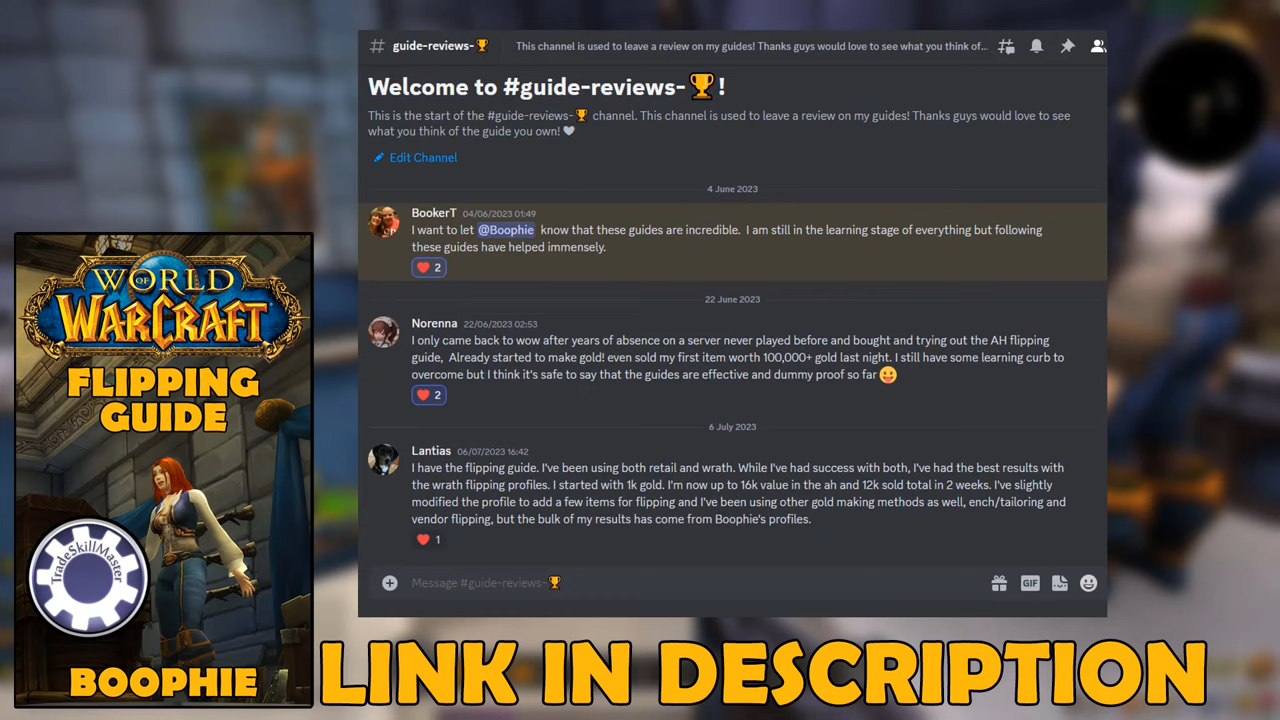 guide-reviews-🏆 This channel is used to leave a review on my guides! Thanks guys would love to see what you think of...
Welcome to #guide-reviews-🏆!
This is the start of the #guide-reviews-🏆 channel. This channel is used to leave a review on my guides! Thanks guys would love to see
what you think of the guide you own! 🤍
Edit Channel
4 June 2023
BookerT 04/06/2023 01:49
I want to let @Boophie know that these guides are incredible. I am still in the learning stage of everything but following
these guides have helped immensely.
❤️ 2
22 June 2023
Norenna 22/06/2023 02:53
I only came back to wow after years of absence on a server never played before and bought and trying out the AH flipping
guide, Already started to make gold! even sold my first item worth 100,000+ gold last night. I still have some learning curb to
overcome but I think it's safe to say that the guides are effective and dummy proof so far😛
❤️ 2
6 July 2023
Lantias 06/07/2023 16:42
I have the flipping guide. I've been using both retail and wrath. While I've had success with both, I've had the best results with
the wrath flipping profiles. I started with 1k gold. I'm now up to 16k value in the ah and 12k sold total in 2 weeks. I've slightly
modified the profile to add a few items for flipping and I've been using other gold making methods as well, ench/tailoring and
vendor flipping, but the bulk of my results has come from Boophie's profiles.
❤️ 1
Message #guide-reviews-🏆
GIF
WORLD
OF
WARCRAFT
FLIPPING
GUIDE
TradeSkillMaster
BOOPHIE
LINK IN DESCRIPTION